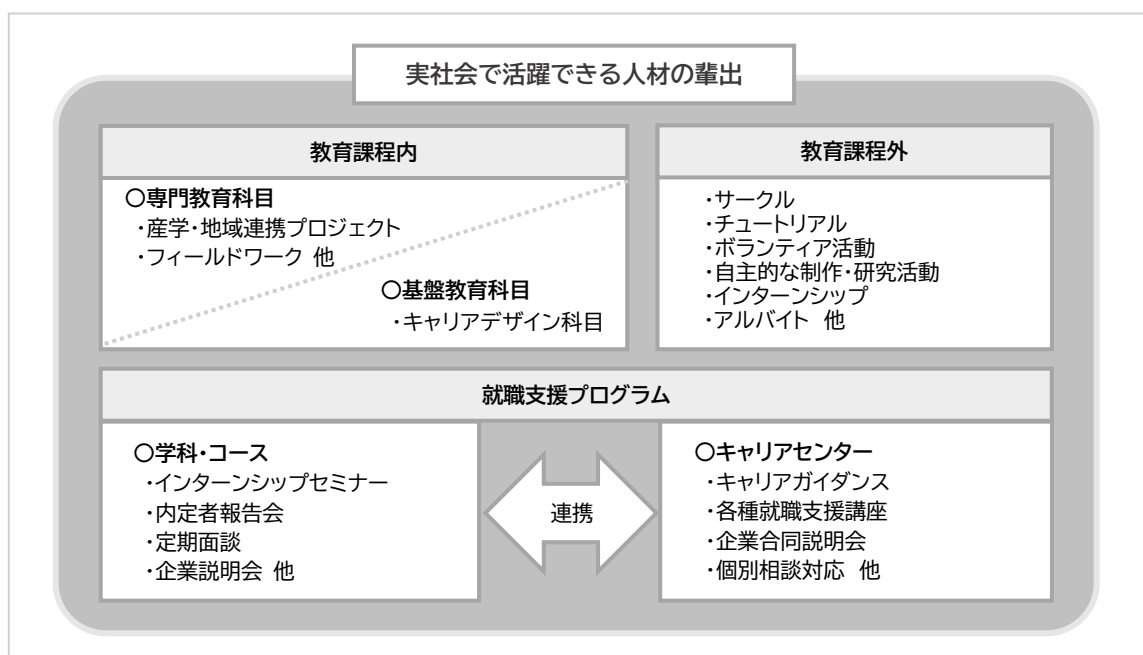 実社会で活躍できる人材の輩出
教育課程内
〇専門教育科目
・産学・地域連携プロジェクト
・フィールドワーク 他
〇基盤教育科目
・キャリアデザイン科目
教育課程外
・サークル
・チュートリアル
・ボランティア活動
・自主的な制作・研究活動
・インターンシップ
・アルバイト 他
就職支援プログラム
〇学科・コース
・インターンシップセミナー
・内定者報告会
・定期面談
・企業説明会 他
連携
〇キャリアセンター
・キャリアガイダンス
・各種就職支援講座
・企業合同説明会
・個別相談対応 他